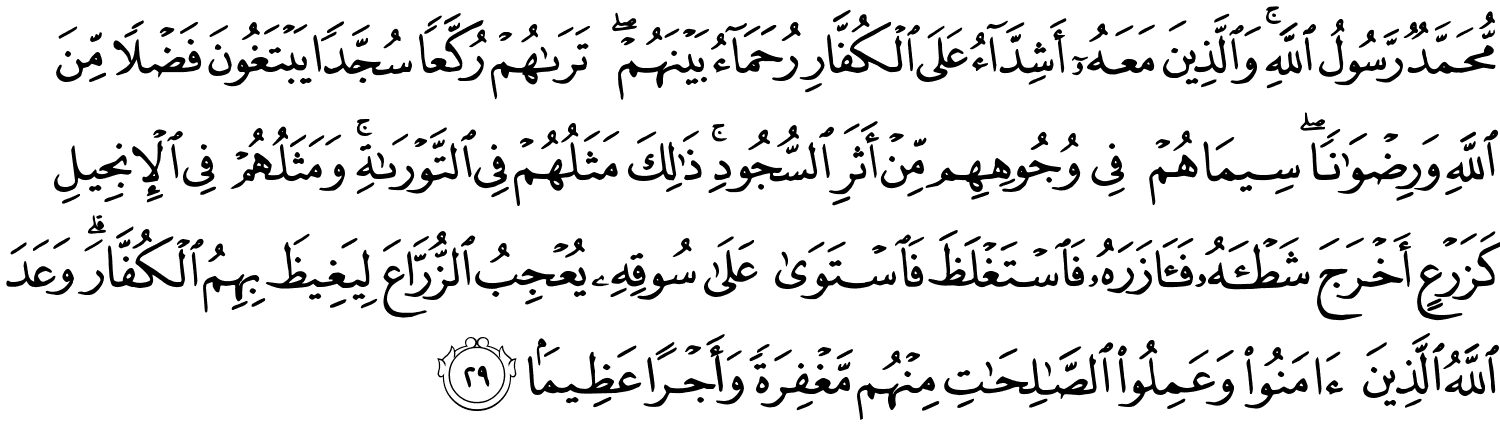 مُّحَمَّدٌ رَّسُولُ ٱللَّهِۚ وَٱلَّذِينَ مَعَهُۥٓ أَشِدَّآءُ عَلَى ٱلْكُفَّارِ رُحَمَآءُ بَيْنَهُمْۖ تَرَىٰهُمْ رُكَّعًا سُجَّدًا يَبْتَغُونَ فَضْلًا مِّنَ
ٱللَّهِ وَرِضْوَٰنًاۖ سِيمَاهُمْ فِى وُجُوهِهِم مِّنْ أَثَرِ ٱلسُّجُودِۚ ذَٰلِكَ مَثَلُهُمْ فِى ٱلتَّوْرَىٰةِۚ وَمَثَلُهُمْ فِى ٱلْإِنجِيلِ
كَزَرْعٍ أَخْرَجَ شَطْـَٔهُۥ فَـَٔازَرَهُۥ فَٱسْتَغْلَظَ فَٱسْتَوَىٰ عَلَىٰ سُوقِهِۦ يُعْجِبُ ٱلزُّرَّاعَ لِيَغِيظَ بِهِمُ ٱلْكُفَّارَۗ وَعَدَ
ٱللَّهُ ٱلَّذِينَ ءَامَنُوا۟ وَعَمِلُوا۟ ٱلصَّٰلِحَٰتِ مِنْهُم مَّغْفِرَةً وَأَجْرًا عَظِيمًۢا ٢٩